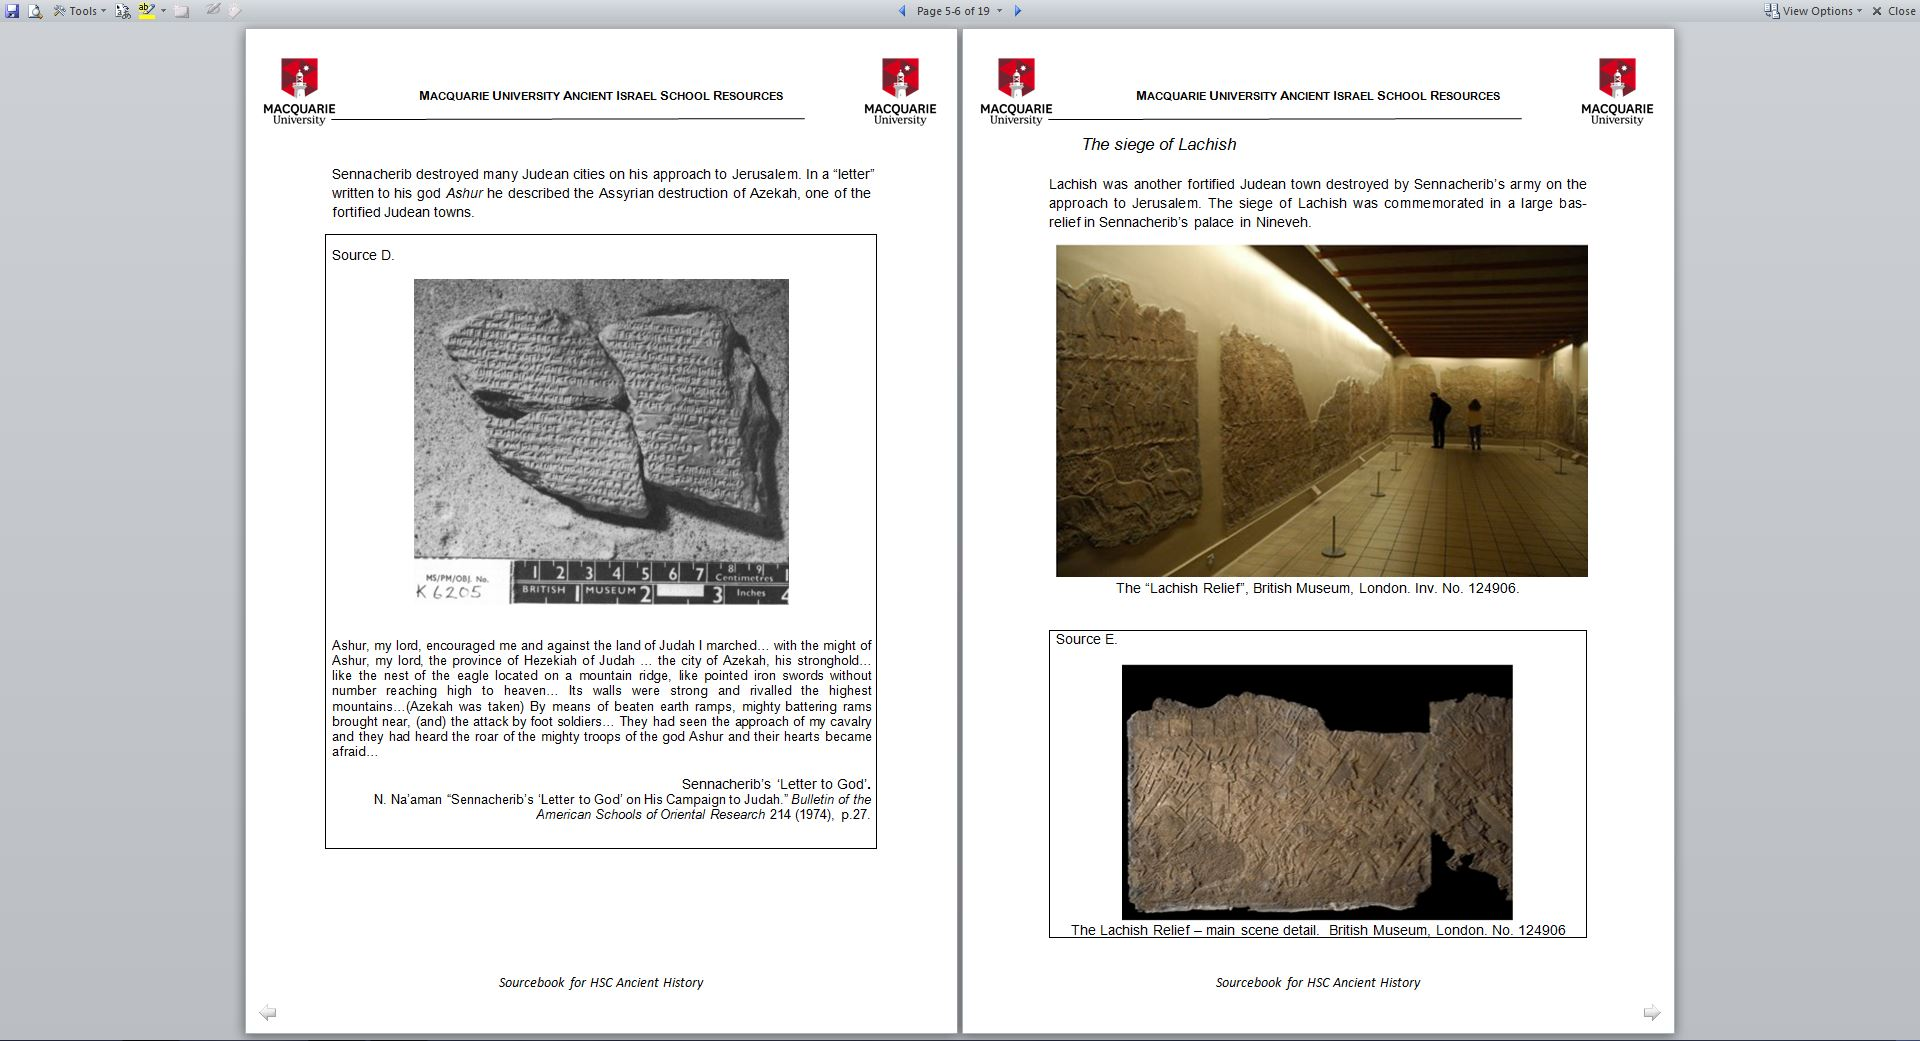 Tools
Page 5-6 of 19
View Options
Close
MACQUARIE
University
MACQUARIE UNIVERSITY ANCIENT ISRAEL SCHOOL RESOURCES
MACQUARIE
University
Sennacherib destroyed many Judean cities on his approach to Jerusalem. In a “letter”
written to his god Ashur he described the Assyrian destruction of Azekah, one of the
fortified Judean towns.
Source D.
MS/PM/OBJ. No.
K 6205
1 2 3 4 5 6 7 8 9 1
Centimetres
BRITISH 1 MUSEUM 2 3 Inches 4
Ashur, my lord, encouraged me and against the land of Judah I marched… with the might of
Ashur, my lord, the province of Hezekiah of Judah … the city of Azekah, his stronghold…
like the nest of the eagle located on a mountain ridge, like pointed iron swords without
number reaching high to heaven… Its walls were strong and rivalled the highest
mountains…(Azekah was taken) By means of beaten earth ramps, mighty battering rams
brought near, (and) the attack by foot soldiers… They had seen the approach of my cavalry
and they had heard the roar of the mighty troops of the god Ashur and their hearts became
afraid…
Sennacherib’s ‘Letter to God’.
N. Na’aman “Sennacherib’s ‘Letter to God’ on His Campaign to Judah.” Bulletin of the
American Schools of Oriental Research 214 (1974), p.27.
Sourcebook for HSC Ancient History
MACQUARIE
University
MACQUARIE UNIVERSITY ANCIENT ISRAEL SCHOOL RESOURCES
MACQUARIE
University
The siege of Lachish
Lachish was another fortified Judean town destroyed by Sennacherib’s army on the
approach to Jerusalem. The siege of Lachish was commemorated in a large bas-
relief in Sennacherib’s palace in Nineveh.
The “Lachish Relief”, British Museum, London. Inv. No. 124906.
Source E.
The Lachish Relief – main scene detail. British Museum, London. No. 124906
Sourcebook for HSC Ancient History